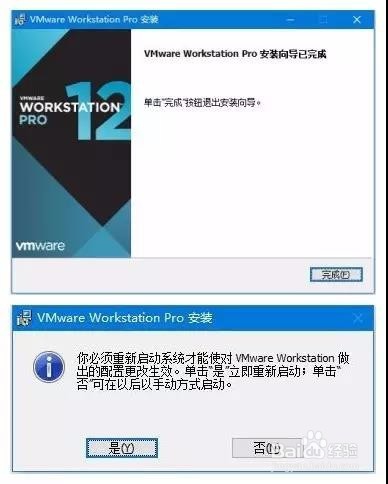 VMware Workstation Pro 安装
VMware Workstation Pro 安装向导已完成
单击"完成"按钮退出安装向导。
VMWARE
WORKSTATION
PRO
12
vmware
完成(F)
VMware Workstation Pro 安装
你必须重新启动系统才能使对 VMware Workstation 做
出的配置更改生效。单击"是"立即重新启动；单击"
否"可在以后以手动方式启动。
是(Y)
否(N)
Baidu 经验